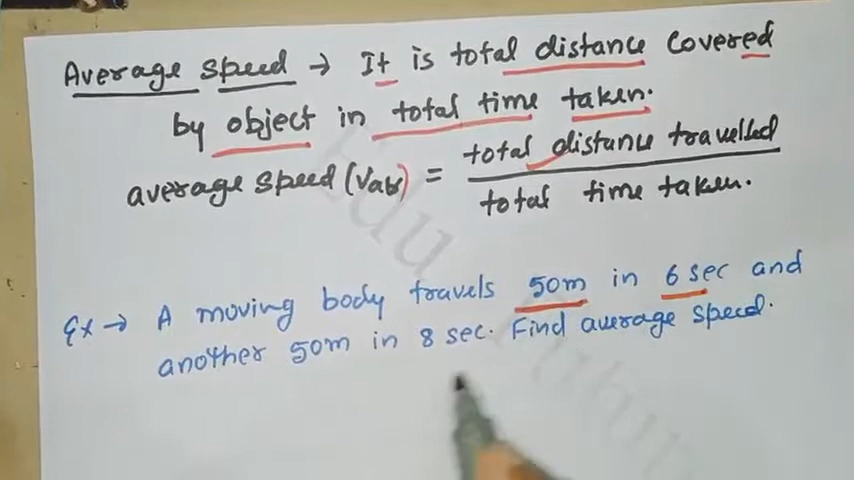 Average speed → It is total distance covered
by object in total time taken.
average speed (Vav) = total distance travelled
total time taken.
Ex → A moving body travels 50m in 6 sec and
another 50m in 8 sec. Find average speed.
Edu